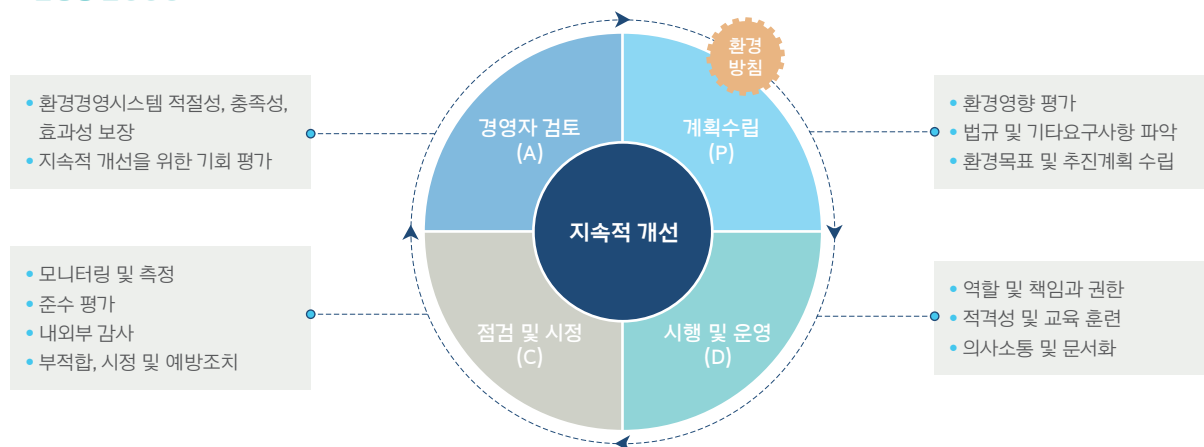 환경
방침
경영자 검토
(A)
계획수립
(P)
지속적 개선
점검 및 시정
(C)
시행 및 운영
(D)
• 환경경영시스템 적절성, 충족성,
효과성 보장
• 지속적 개선을 위한 기회 평가
• 환경영향 평가
• 법규 및 기타요구사항 파악
• 환경목표 및 추진계획 수립
• 모니터링 및 측정
• 준수 평가
• 내외부 감사
• 부적합, 시정 및 예방조치
• 역할 및 책임과 권한
• 적격성 및 교육 훈련
• 의사소통 및 문서화